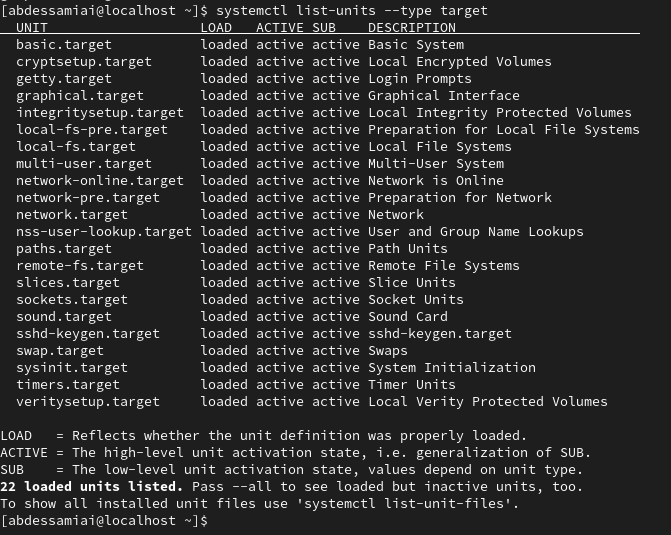 [abdessamiai@localhost ~]$ systemctl list-units --type target
  UNIT                   LOAD   ACTIVE SUB    DESCRIPTION
  basic.target           loaded active active Basic System
  cryptsetup.target      loaded active active Local Encrypted Volumes
  getty.target           loaded active active Login Prompts
  graphical.target       loaded active active Graphical Interface
  integritysetup.target  loaded active active Local Integrity Protected Volumes
  local-fs-pre.target    loaded active active Preparation for Local File Systems
  local-fs.target        loaded active active Local File Systems
  multi-user.target      loaded active active Multi-User System
  network-online.target  loaded active active Network is Online
  network-pre.target     loaded active active Preparation for Network
  network.target         loaded active active Network
  nss-user-lookup.target loaded active active User and Group Name Lookups
  paths.target           loaded active active Path Units
  remote-fs.target       loaded active active Remote File Systems
  slices.target          loaded active active Slice Units
  sockets.target         loaded active active Socket Units
  sound.target           loaded active active Sound Card
  sshd-keygen.target     loaded active active sshd-keygen.target
  swap.target            loaded active active Swaps
  sysinit.target         loaded active active System Initialization
  timers.target          loaded active active Timer Units
  veritysetup.target     loaded active active Local Verity Protected Volumes

LOAD   = Reflects whether the unit definition was properly loaded.
ACTIVE = The high-level unit activation state, i.e. generalization of SUB.
SUB    = The low-level unit activation state, values depend on unit type.
22 loaded units listed. Pass --all to see loaded but inactive units, too.
To show all installed unit files use 'systemctl list-unit-files'.
[abdessamiai@localhost ~]$